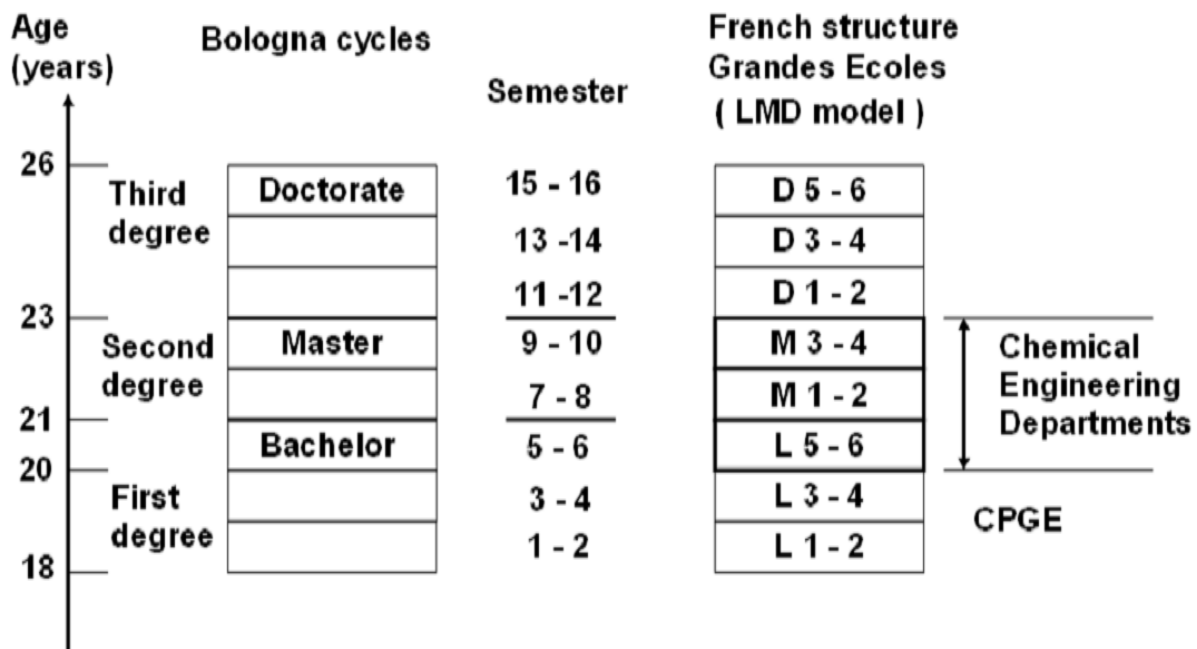 Age
(years)
Bologna cycles
Semester
French structure
Grandes Ecoles
( LMD model )
26
Third
degree
Doctorate
15 - 16
D 5 - 6
13 -14
D 3 - 4
11 -12
D 1 - 2
23
Second
degree
Master
9 - 10
M 3 - 4
Chemical
Engineering
Departments
7 - 8
M 1 - 2
21
Bachelor
5 - 6
L 5 - 6
20
First
degree
3 - 4
L 3 - 4
CPGE
1 - 2
L 1 - 2
18